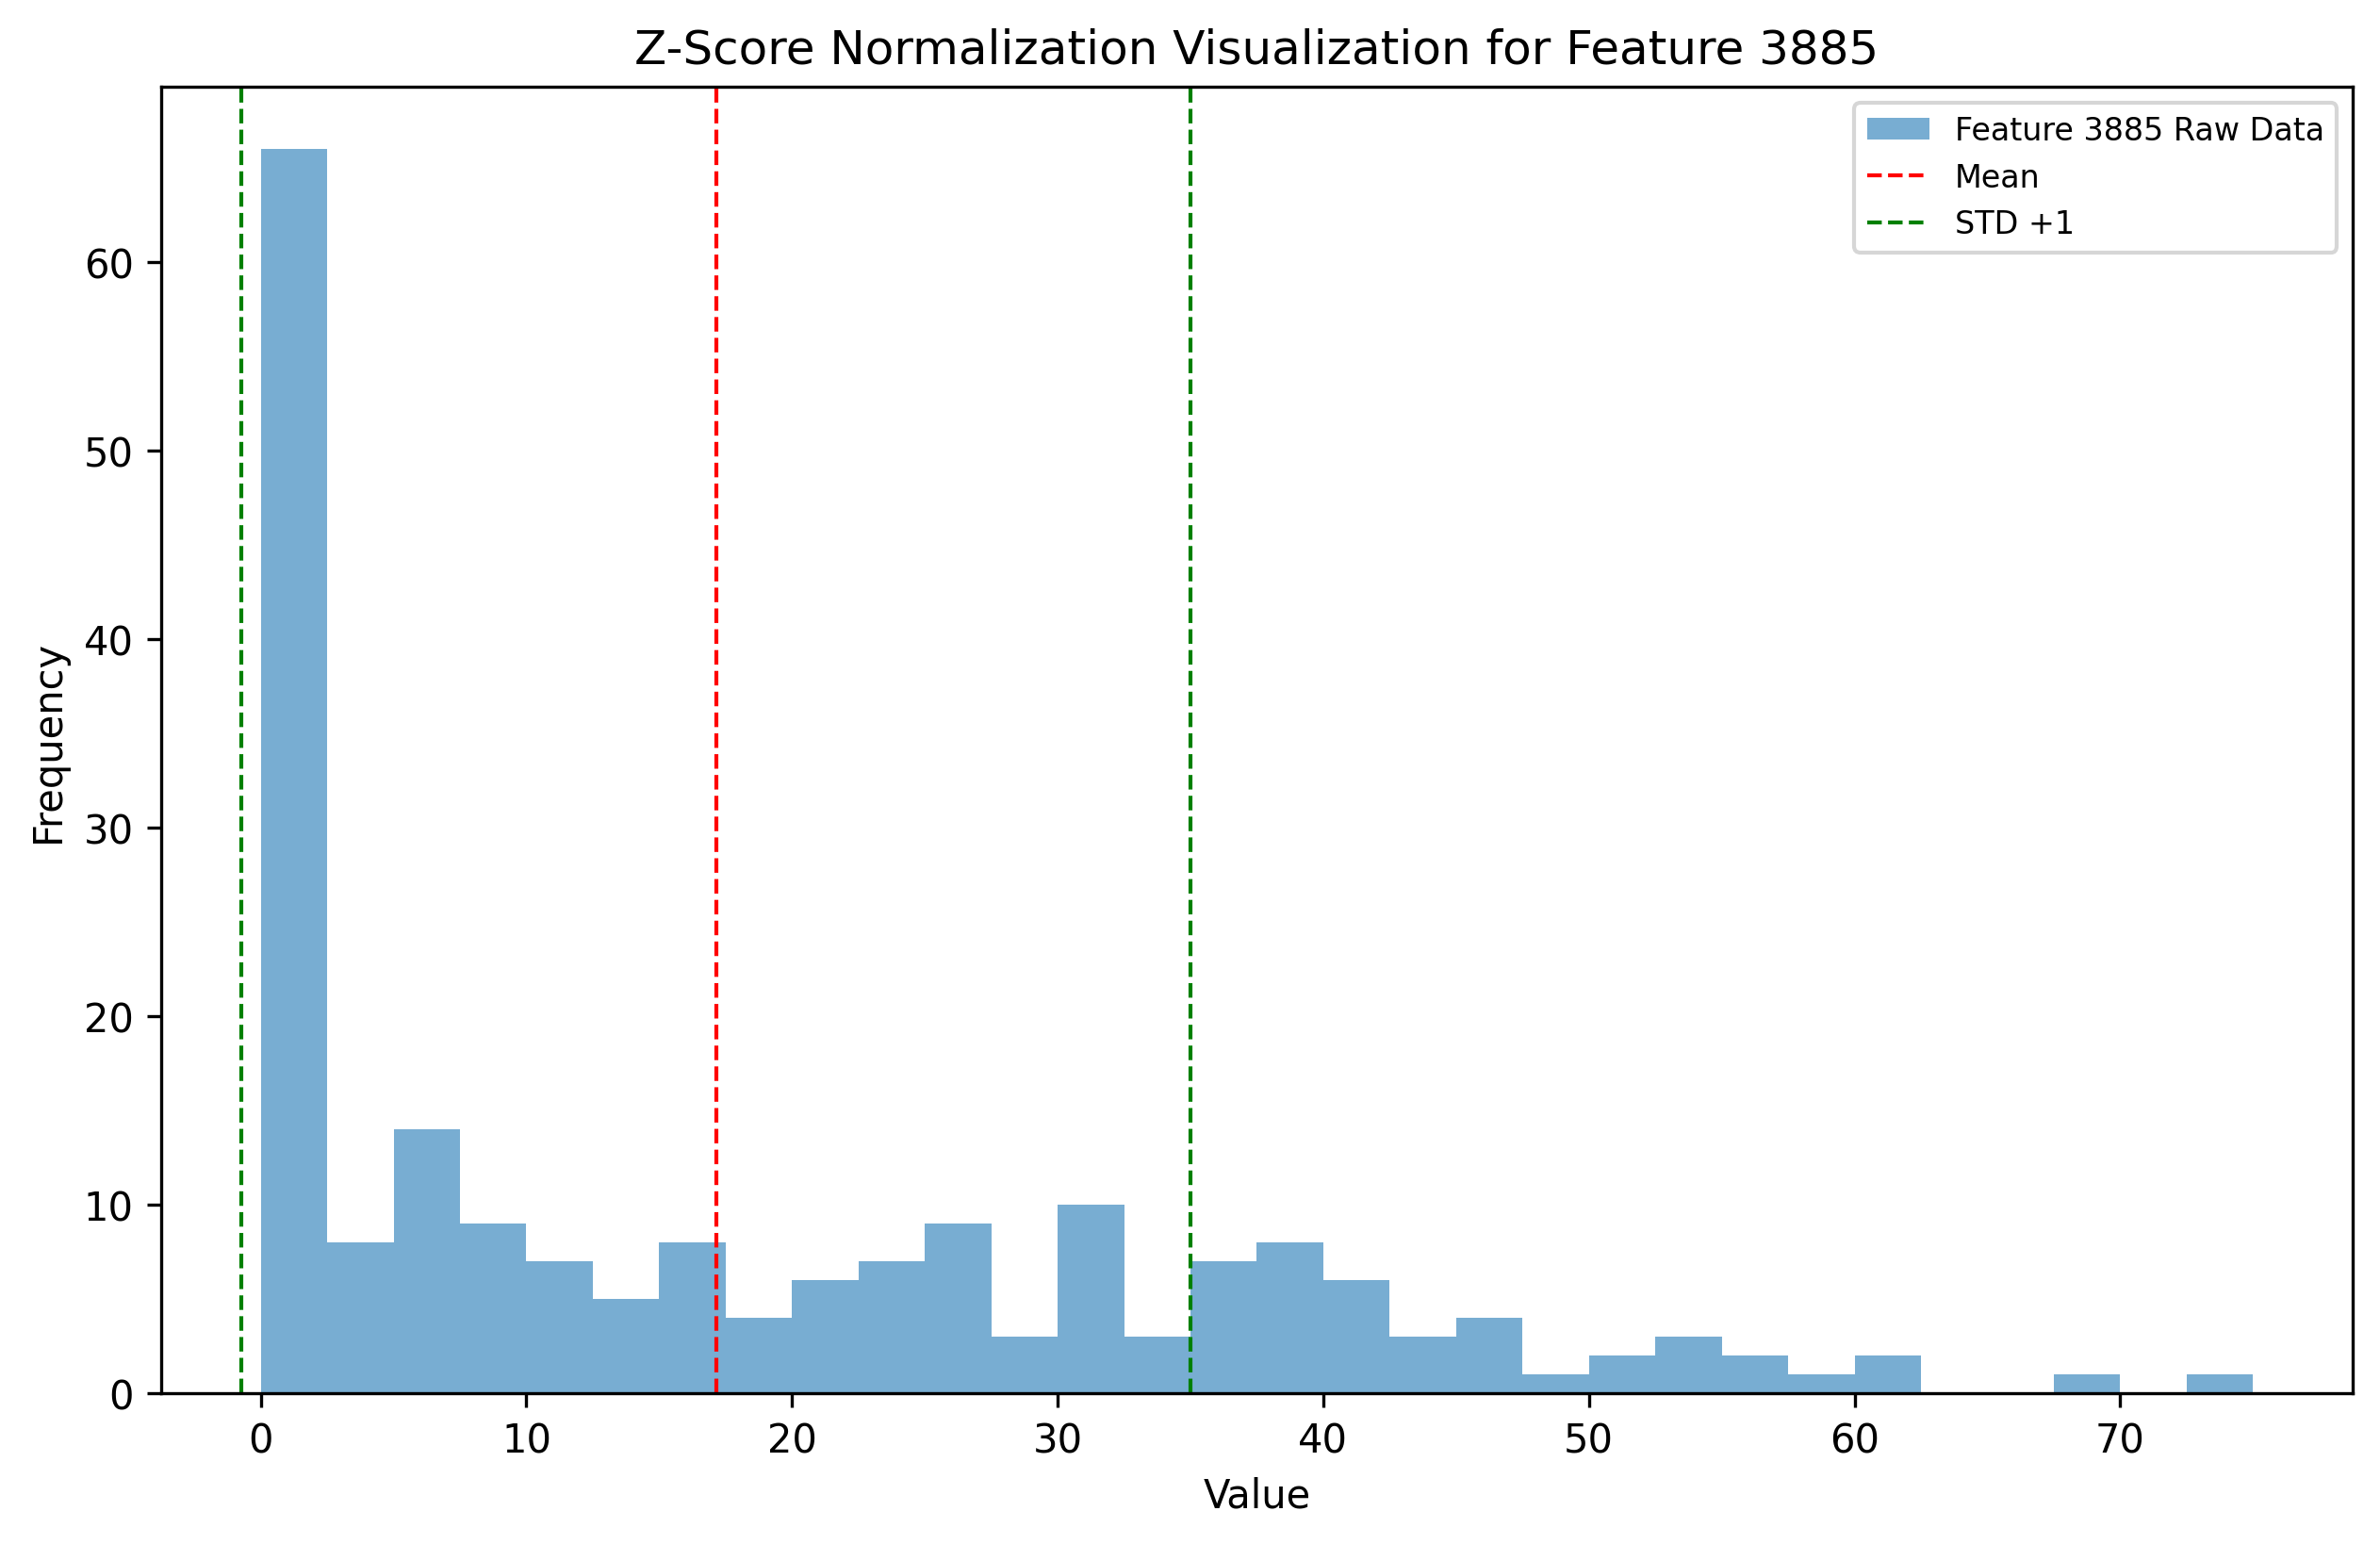 Z-Score Normalization Visualization for Feature 3885
Feature 3885 Raw Data
Mean
STD +1
Frequency
60
50
40
30
20
10
0
0 10 20 30 40 50 60 70
Value